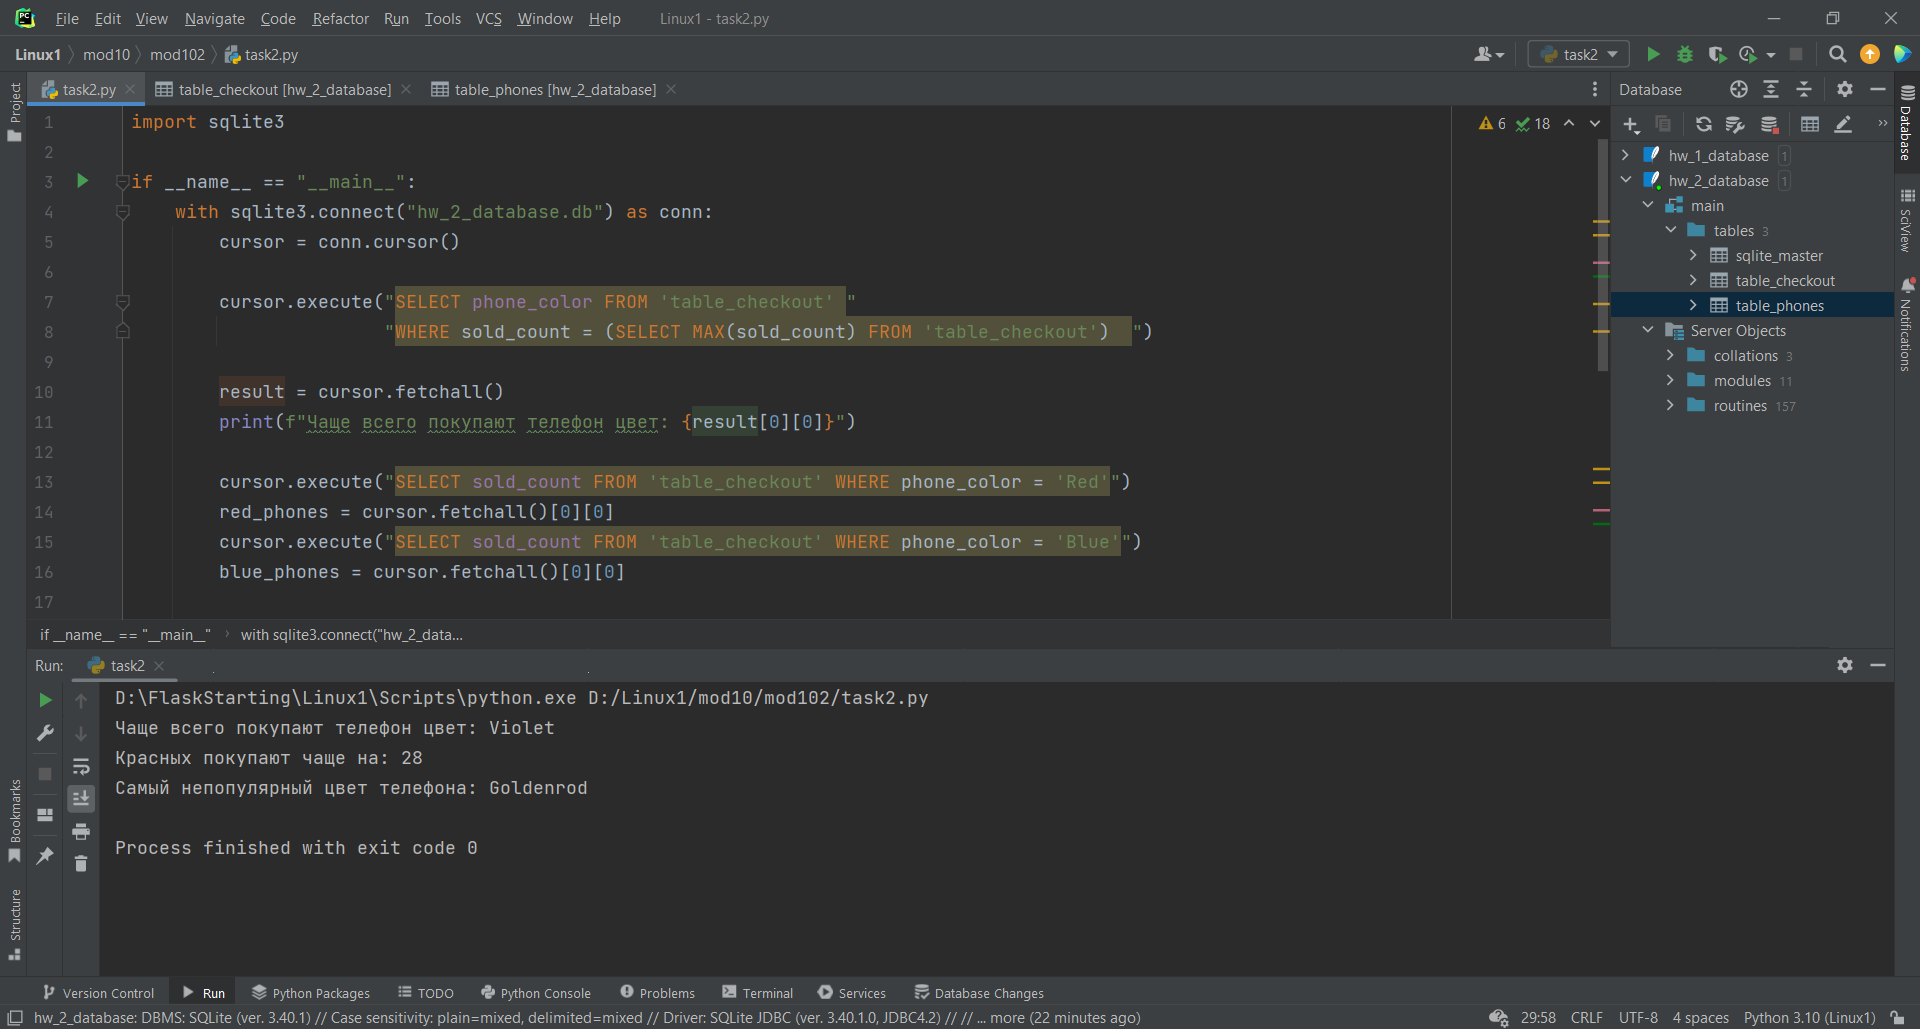 File Edit View Navigate Code Refactor Run Tools VCS Window Help Linux1 - task2.py
Linux1 mod10 mod102 task2.py
task2
task2.py
table_checkout [hw_2_database]
table_phones [hw_2_database]
Project
1 import sqlite3
2
3 if __name__ == "__main__":
4 with sqlite3.connect("hw_2_database.db") as conn:
5 cursor = conn.cursor()
6
7 cursor.execute("SELECT phone_color FROM 'table_checkout' "
8 "WHERE sold_count = (SELECT MAX(sold_count) FROM 'table_checkout')  ")
9
10 result = cursor.fetchall()
11 print(f"Чаще всего покупают телефон цвет: {result[0][0]}")
12
13 cursor.execute("SELECT sold_count FROM 'table_checkout' WHERE phone_color = 'Red'")
14 red_phones = cursor.fetchall()[0][0]
15 cursor.execute("SELECT sold_count FROM 'table_checkout' WHERE phone_color = 'Blue'")
16 blue_phones = cursor.fetchall()[0][0]
17
6 18
if __name__ == "__main__" › with sqlite3.connect("hw_2_data...
Database
hw_1_database 1
hw_2_database 1
main
tables 3
sqlite_master
table_checkout
table_phones
Server Objects
collations 3
modules 11
routines 157
Database
SciView
Notifications
Run: task2
D:\FlaskStarting\Linux1\Scripts\python.exe D:/Linux1/mod10/mod102/task2.py
Чаще всего покупают телефон цвет: Violet
Красных покупают чаще на: 28
Самый непопулярный цвет телефона: Goldenrod
Process finished with exit code 0
Bookmarks
Structure
Version Control Run Python Packages TODO Python Console Problems Terminal Services Database Changes
hw_2_database: DBMS: SQLite (ver. 3.40.1) // Case sensitivity: plain=mixed, delimited=mixed // Driver: SQLite JDBC (ver. 3.40.1.0, JDBC4.2) // // ... more (22 minutes ago) 29:58 CRLF UTF-8 4 spaces Python 3.10 (Linux1)